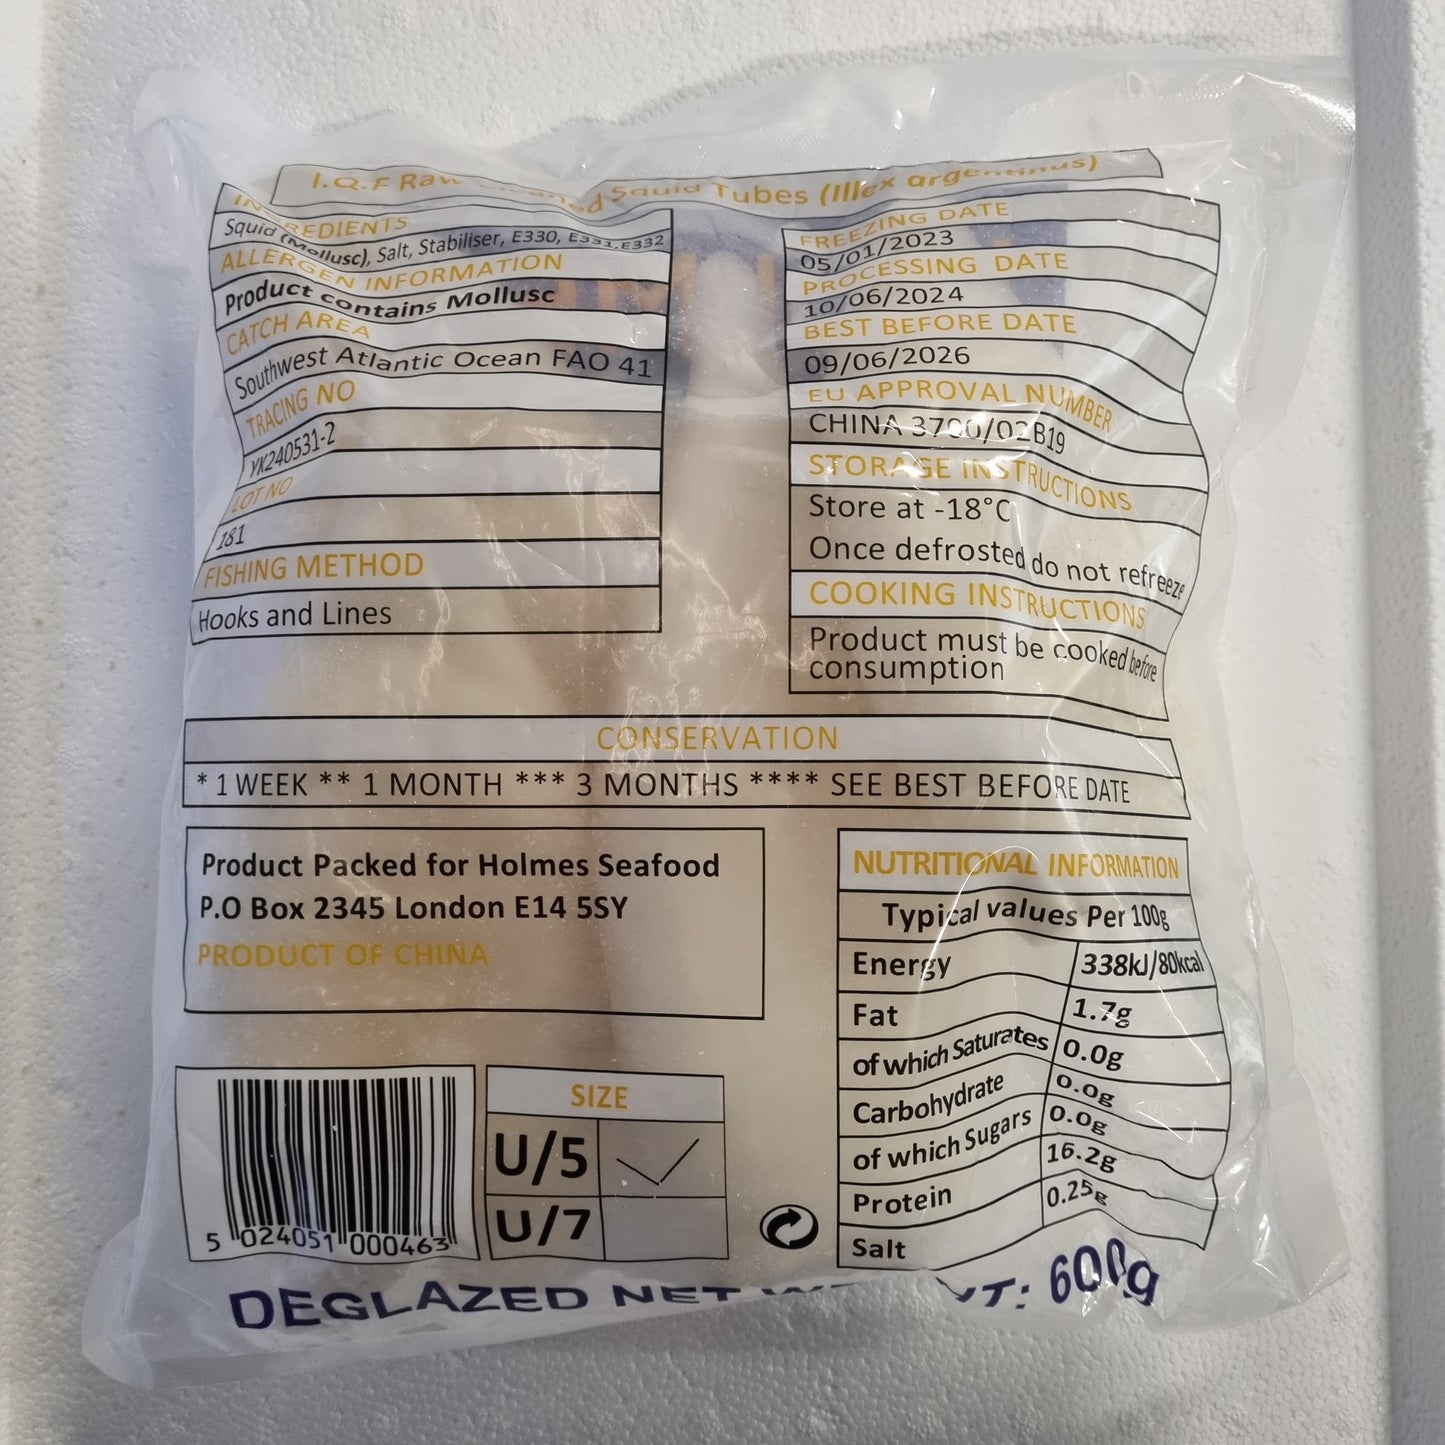 I.Q.F Raw Cleaned Squid Tubes (Illex argentinus)
INGREDIENTS
Squid (Mollusc), Salt, Stabiliser, E330, E331,E332
ALLERGEN INFORMATION
Product contains Mollusc
CATCH AREA
Southwest Atlantic Ocean FAO 41
TRACING NO
YK240531-2
LOT NO
181
FISHING METHOD
Hooks and Lines
FREEZING DATE
05/01/2023
PROCESSING DATE
10/06/2024
BEST BEFORE DATE
09/06/2026
EU APPROVAL NUMBER
CHINA 3700/02B19
STORAGE INSTRUCTIONS
Store at -18°C
Once defrosted do not refreeze
COOKING INSTRUCTIONS
Product must be cooked before
consumption
CONSERVATION
* 1 WEEK ** 1 MONTH *** 3 MONTHS **** SEE BEST BEFORE DATE
Product Packed for Holmes Seafood
P.O Box 2345 London E14 5SY
PRODUCT OF CHINA
NUTRITIONAL INFORMATION
Typical values Per 100g
Energy 338kJ/80kcal
Fat 1.7g
of which Saturates 0.0g
Carbohydrate 0.0g
of which Sugars 0.0g
Protein 16.2g
Salt 0.25g
5 024051 000463
SIZE
U/5
U/7
DEGLAZED NET WEIGHT: 600g